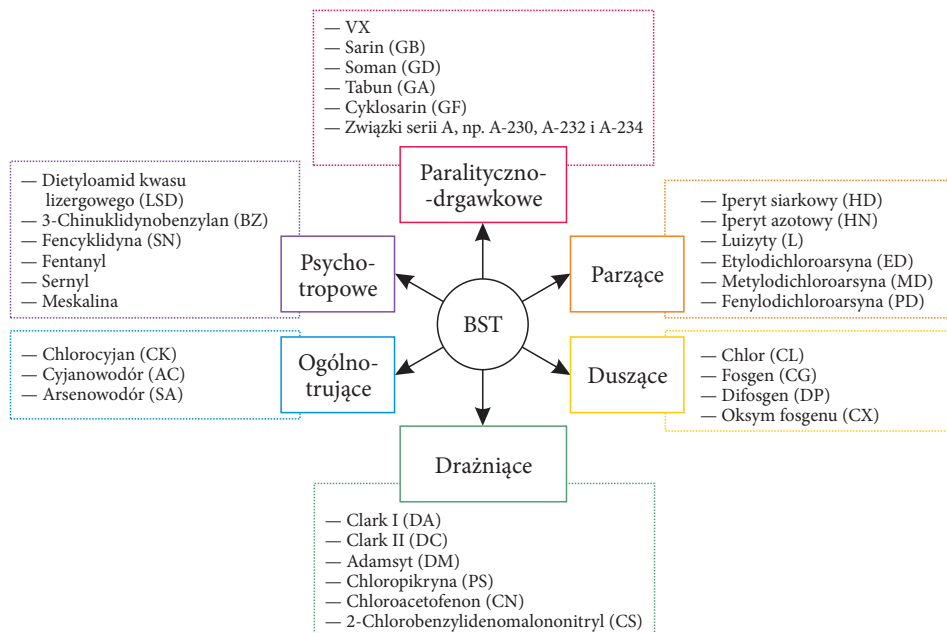 — VX
— Sarin (GB)
— Soman (GD)
— Tabun (GA)
— Cyklosarin (GF)
— Związki serii A, np. A-230, A-232 i A-234
Paralityczno-
-drgawkowe
— Dietyloamid kwasu
lizergowego (LSD)
— 3-Chinuklidynobenzylan (BZ)
— Fencyklidyna (SN)
— Fentanyl
— Sernyl
— Meskalina
Psycho-
tropowe
— Iperyt siarkowy (HD)
— Iperyt azotowy (HN)
— Luizyty (L)
— Etylodichloroarsyna (ED)
— Metylodichloroarsyna (MD)
— Fenylodichloroarsyna (PD)
Parzące
BST
— Chlorocyjan (CK)
— Cyjanowodór (AC)
— Arsenowodór (SA)
Ogólno-
trujące
Duszące
— Chlor (CL)
— Fosgen (CG)
— Difosgen (DP)
— Oksym fosgenu (CX)
Drażniące
— Clark I (DA)
— Clark II (DC)
— Adamsyt (DM)
— Chloropikryna (PS)
— Chloroacetofenon (CN)
— 2-Chlorobenzylidenomalononitryl (CS)